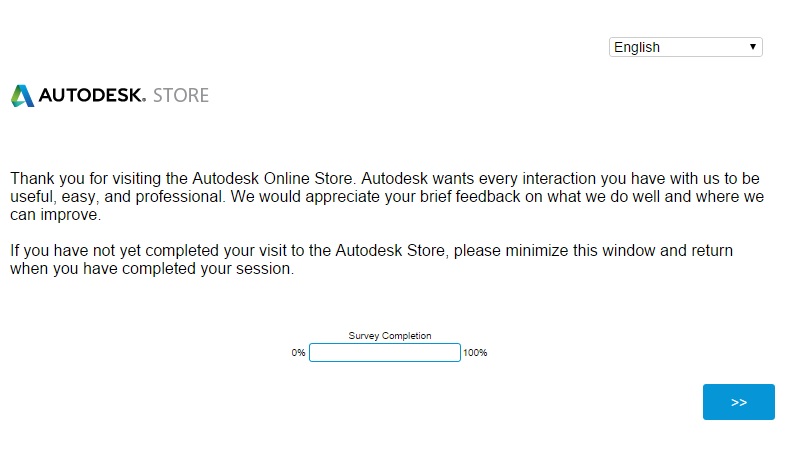 English
AUTODESK. STORE
Thank you for visiting the Autodesk Online Store. Autodesk wants every interaction you have with us to be
useful, easy, and professional. We would appreciate your brief feedback on what we do well and where we
can improve.
If you have not yet completed your visit to the Autodesk Store, please minimize this window and return
when you have completed your session.
Survey Completion
0% 100%
>>